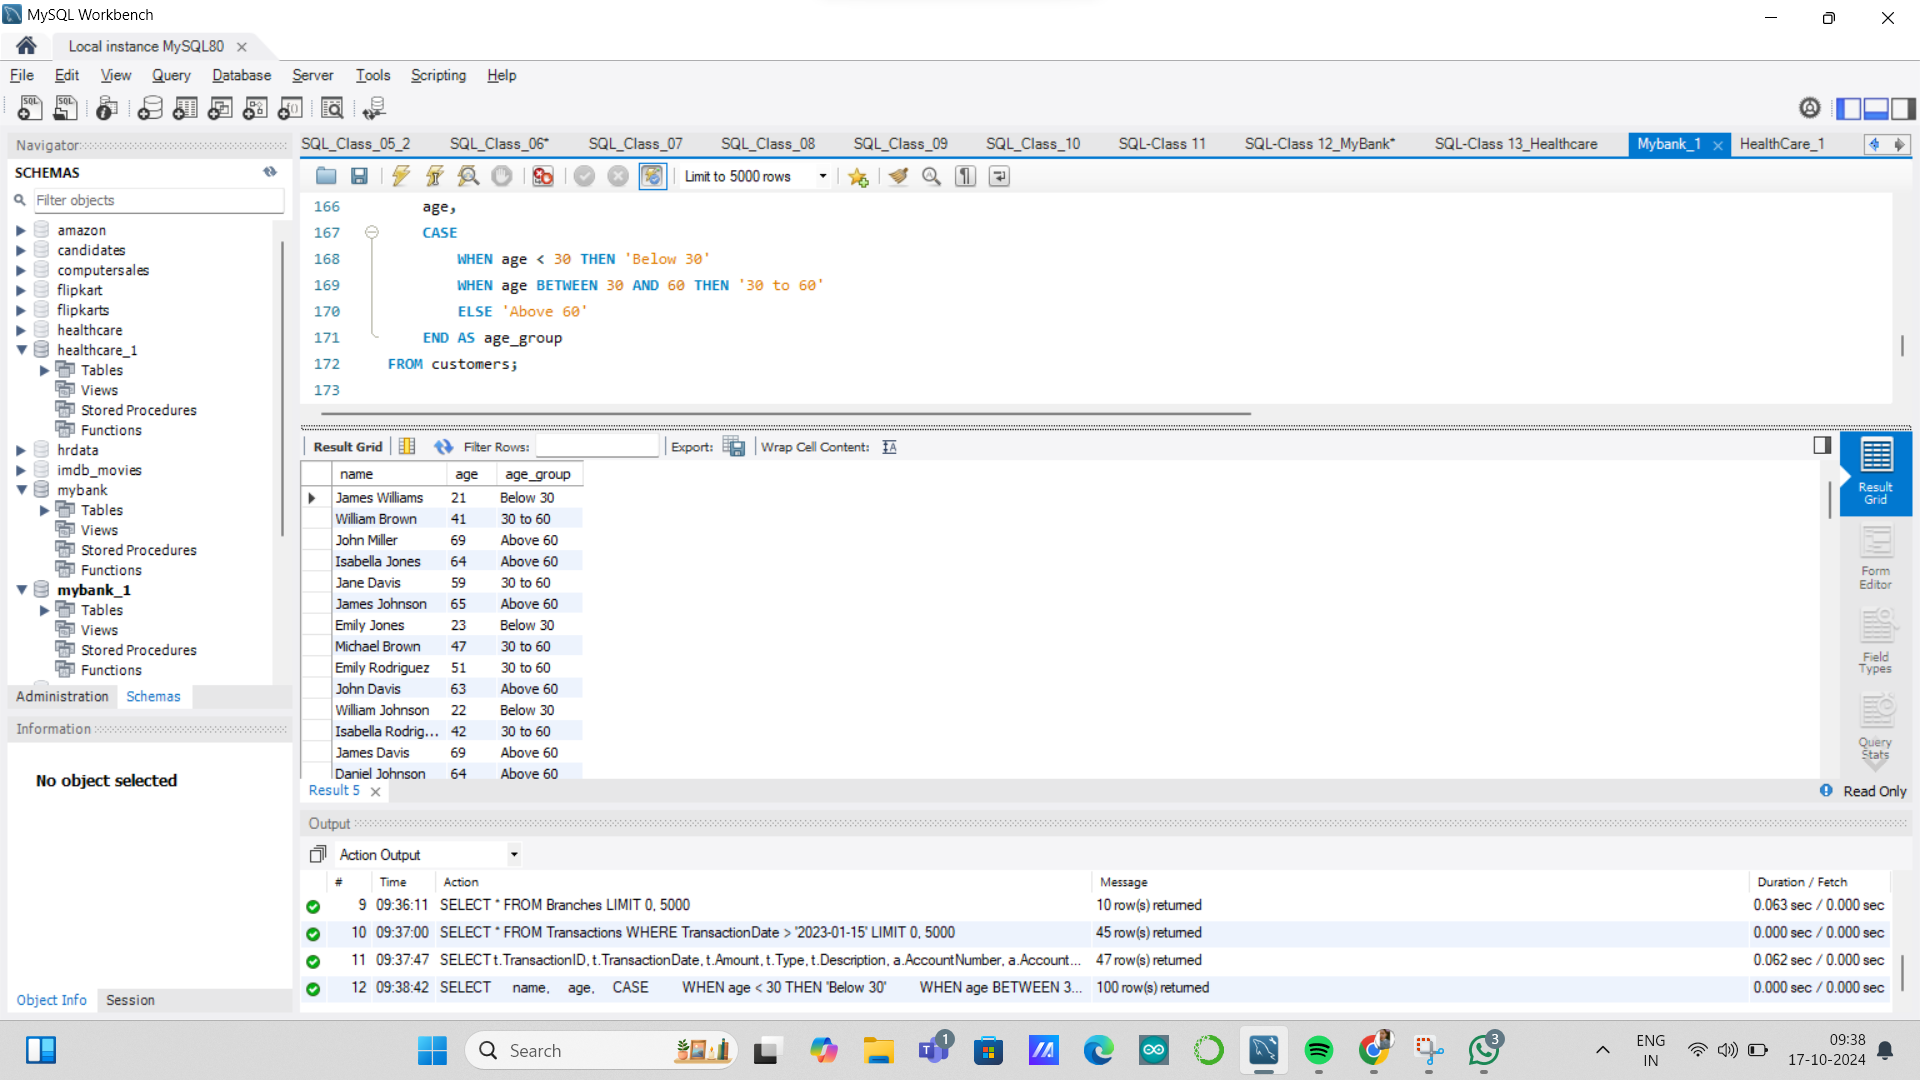 MySQL Workbench
Local instance MySQL80
File Edit View Query Database Server Tools Scripting Help
Navigator
SCHEMAS
Filter objects
amazon
candidates
computersales
flipkart
flipkarts
healthcare
healthcare_1
Tables
Views
Stored Procedures
Functions
hrdata
imdb_movies
mybank
Tables
Views
Stored Procedures
Functions
mybank_1
Tables
Views
Stored Procedures
Functions
Administration Schemas
Information
No object selected
Object Info Session
SQL_Class_05_2 SQL_Class_06* SQL_Class_07 SQL_Class_08 SQL_Class_09 SQL_Class_10 SQL-Class 11 SQL-Class 12_MyBank* SQL-Class 13_Healthcare Mybank_1 HealthCare_1
Limit to 5000 rows
166 age,
167 CASE
168 WHEN age < 30 THEN 'Below 30'
169 WHEN age BETWEEN 30 AND 60 THEN '30 to 60'
170 ELSE 'Above 60'
171 END AS age_group
172 FROM customers;
173
Result Grid Filter Rows: Export: Wrap Cell Content:
name age age_group
James Williams 21 Below 30
William Brown 41 30 to 60
John Miller 69 Above 60
Isabella Jones 64 Above 60
Jane Davis 59 30 to 60
James Johnson 65 Above 60
Emily Jones 23 Below 30
Michael Brown 47 30 to 60
Emily Rodriguez 51 30 to 60
John Davis 63 Above 60
William Johnson 22 Below 30
Isabella Rodrig... 42 30 to 60
James Davis 69 Above 60
Daniel Johnson 64 Above 60
Result Grid
Form Editor
Field Types
Query Stats
Result 5
Read Only
Output
Action Output
# Time Action Message Duration / Fetch
9 09:36:11 SELECT * FROM Branches LIMIT 0, 5000 10 row(s) returned 0.063 sec / 0.000 sec
10 09:37:00 SELECT * FROM Transactions WHERE TransactionDate > '2023-01-15' LIMIT 0, 5000 45 row(s) returned 0.000 sec / 0.000 sec
11 09:37:47 SELECT t.TransactionID, t.TransactionDate, t.Amount, t.Type, t.Description, a.AccountNumber, a.Account... 47 row(s) returned 0.062 sec / 0.000 sec
12 09:38:42 SELECT name, age, CASE WHEN age < 30 THEN 'Below 30' WHEN age BETWEEN 3... 100 row(s) returned 0.000 sec / 0.000 sec
Search
1
3
ENG
IN
09:38
17-10-2024